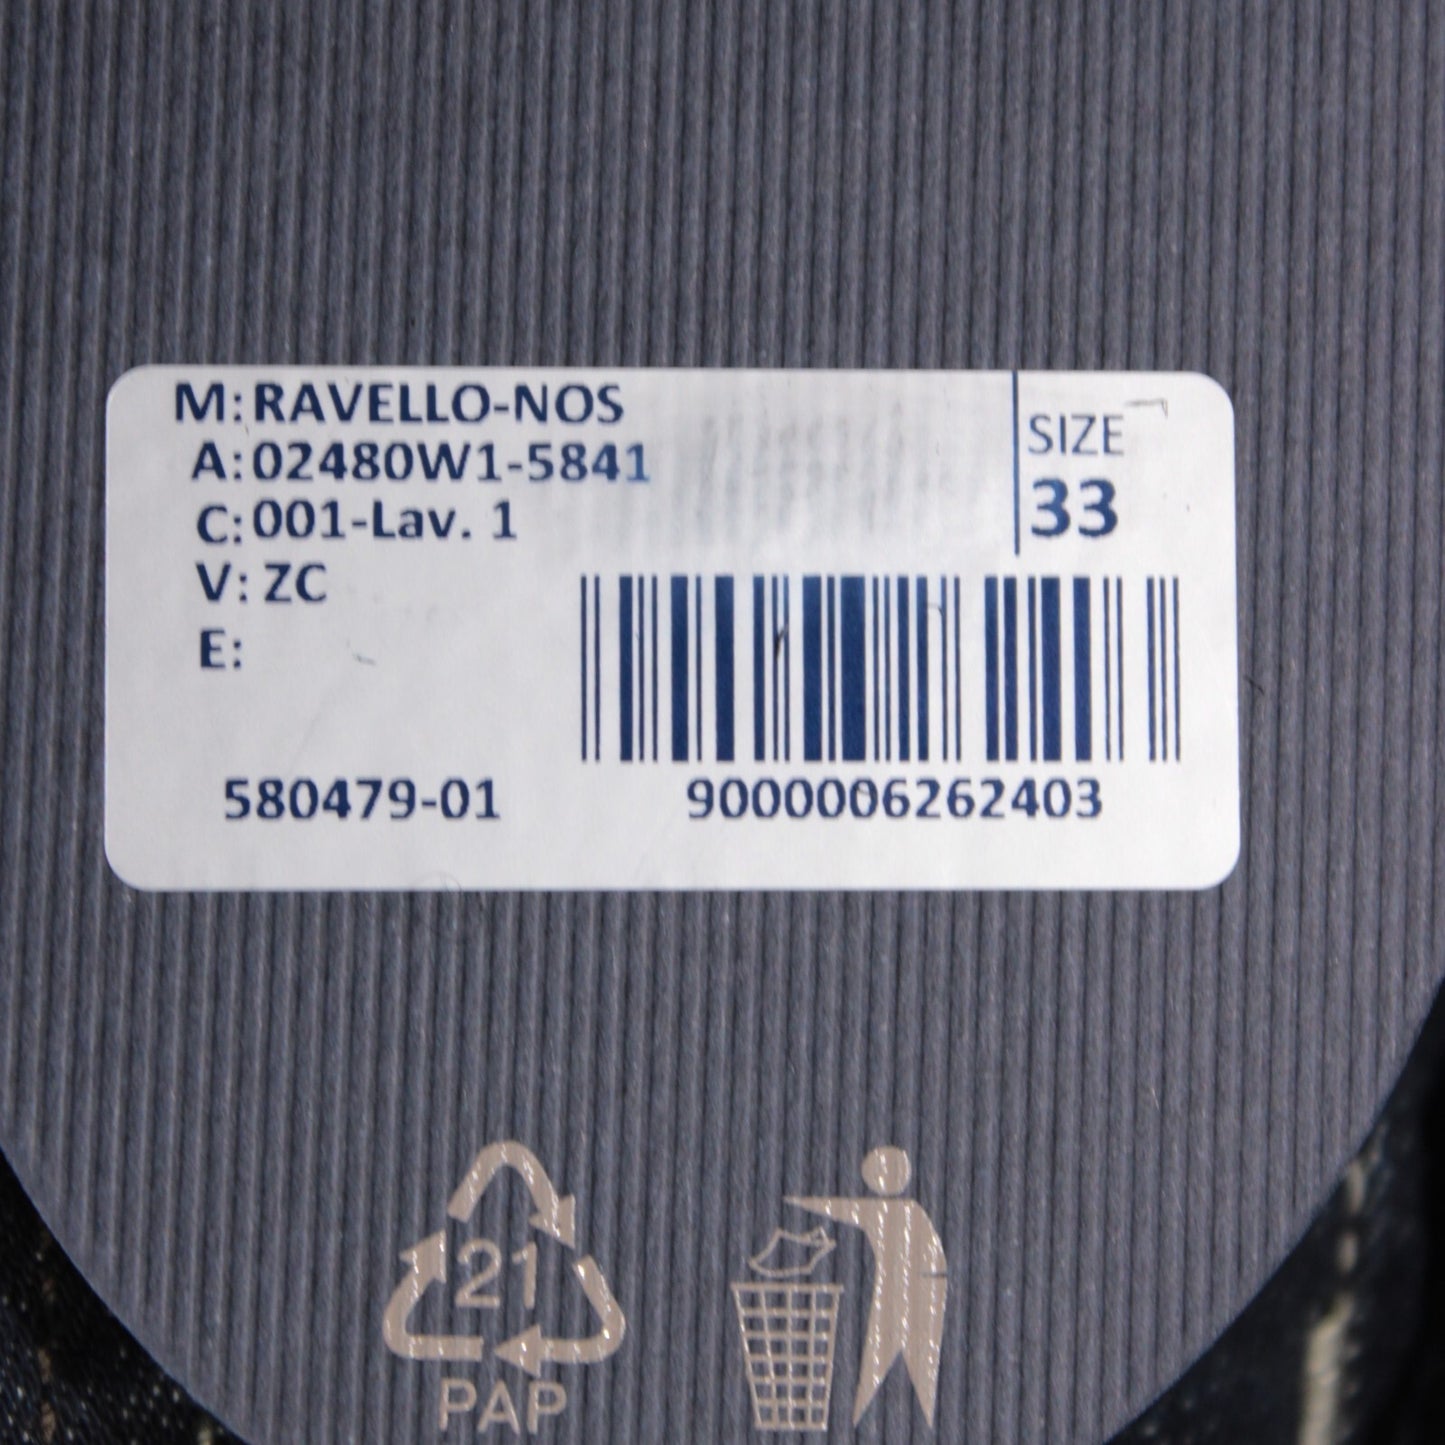 M: RAVELLO-NOS
A: 02480W1-5841
C: 001-Lav. 1
V: ZC
E:
SIZE
33
580479-01
9000006262403
21
PAP